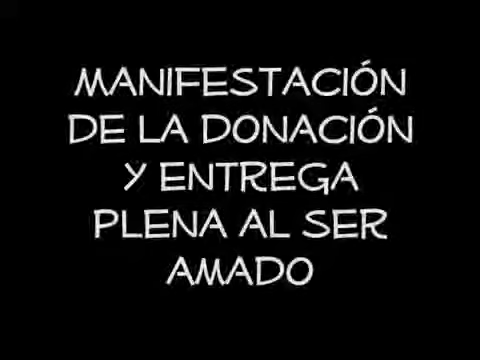 MANIFESTACIÓN
DE LA DONACIÓN
Y ENTREGA
PLENA AL SER
AMADO